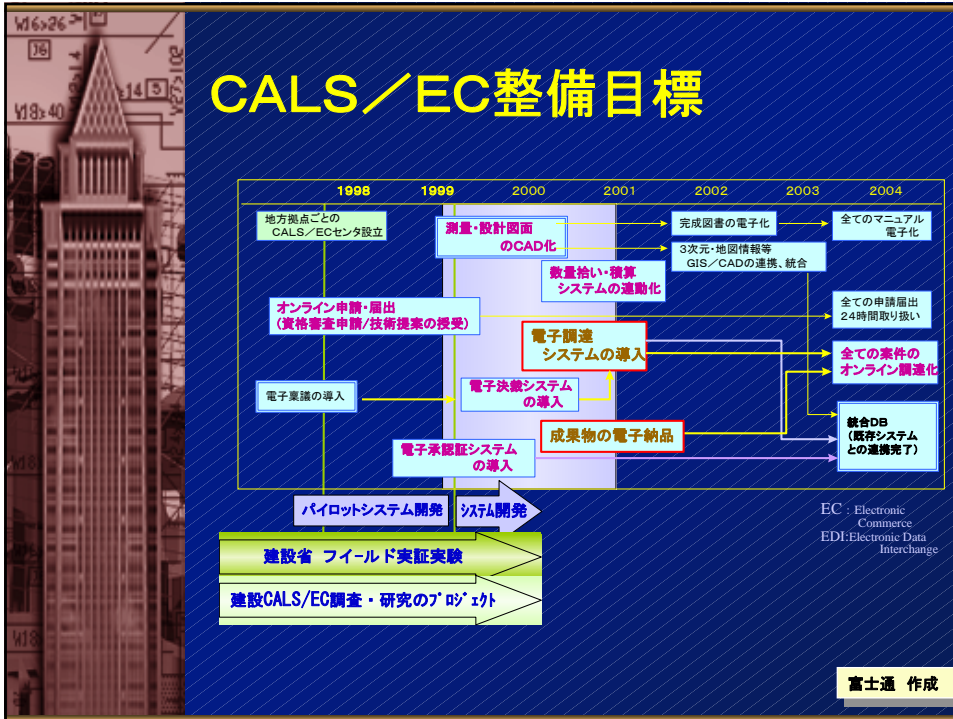 W16×26
J6
14 5
W27×102
W18×40
W18
CALS／EC整備目標
1998 1999 2000 2001 2002 2003 2004
地方拠点ごとの
CALS／ECセンタ設立
測量・設計図面
のCAD化
完成図書の電子化
全てのマニュアル
電子化
3次元・地図情報等
GIS／CADの連携、統合
数量拾い・積算
システムの連動化
オンライン申請・届出
(資格審査申請/技術提案の授受)
全ての申請届出
24時間取り扱い
電子調達
システムの導入
全ての案件の
オンライン調達化
電子稟議の導入
電子決裁システム
の導入
成果物の電子納品
統合DB
(既存システム
との連携完了)
電子承認証システム
の導入
パイロットシステム開発
ｼｽﾃﾑ開発
EC : Electronic
Commerce
EDI:Electronic Data
Interchange
建設省 フイールド実証実験
建設CALS/EC調査・研究のﾌﾟﾛｼﾞｪｸﾄ
富士通 作成